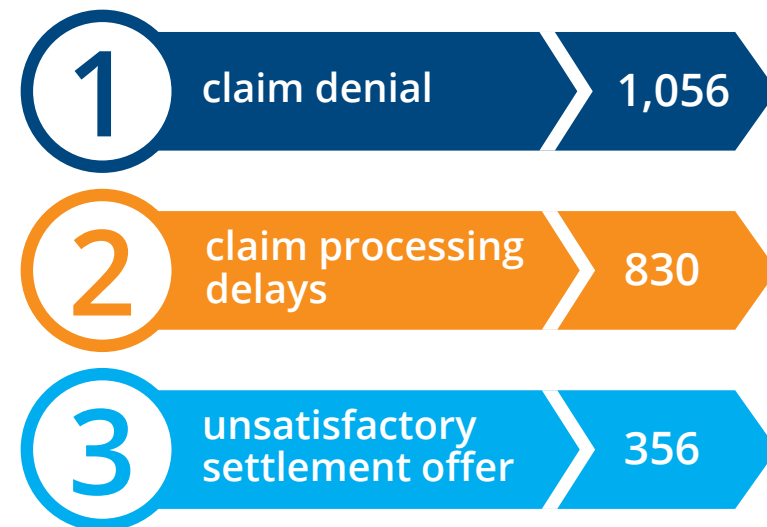 1
claim denial
1,056
2
claim processing
delays
830
3
unsatisfactory
settlement offer
356